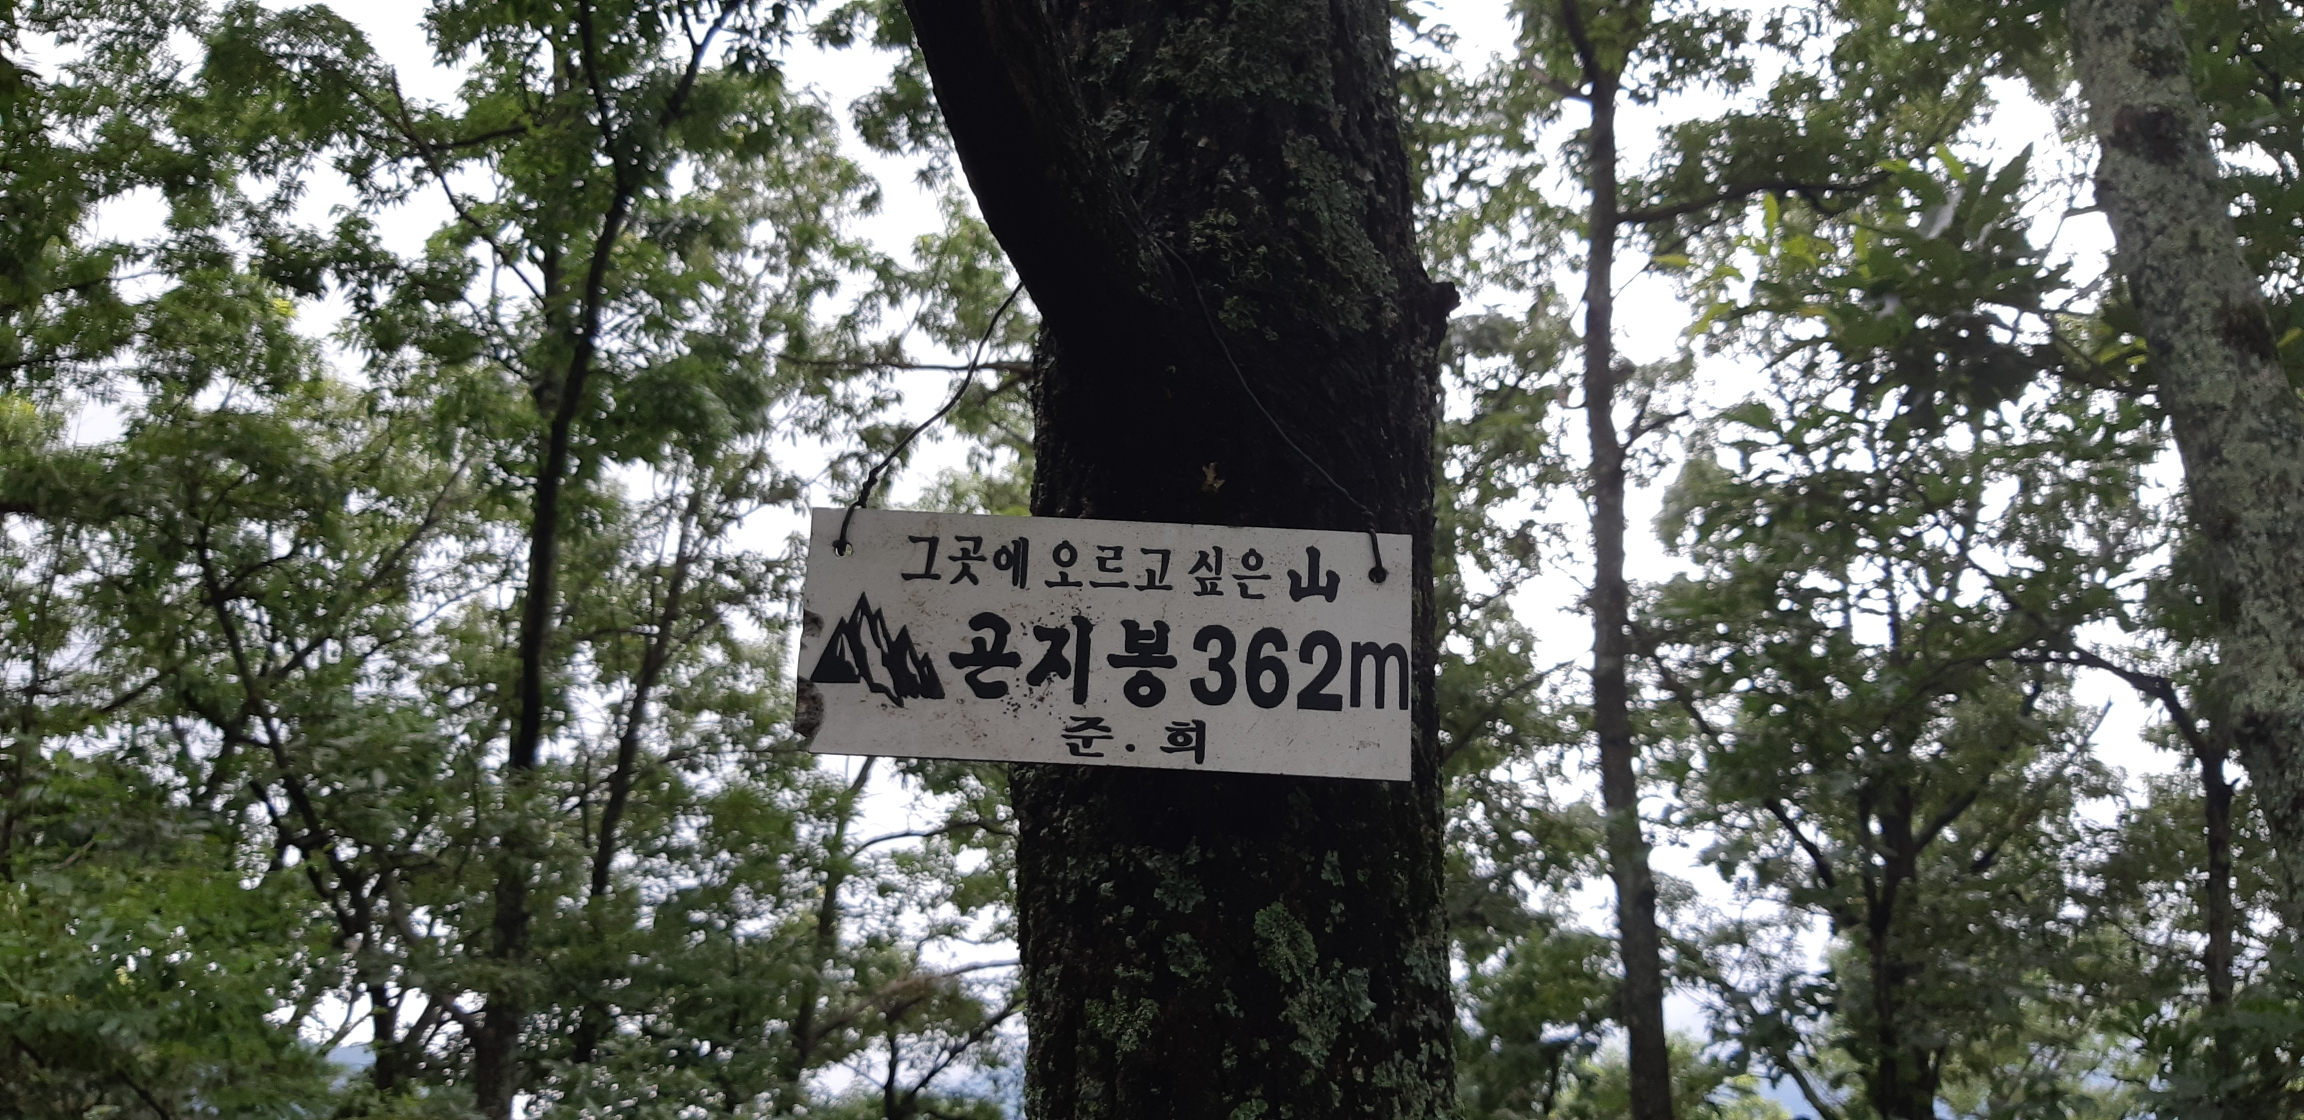 그곳에 오르고 싶은 山
곤지봉 362m
준.희